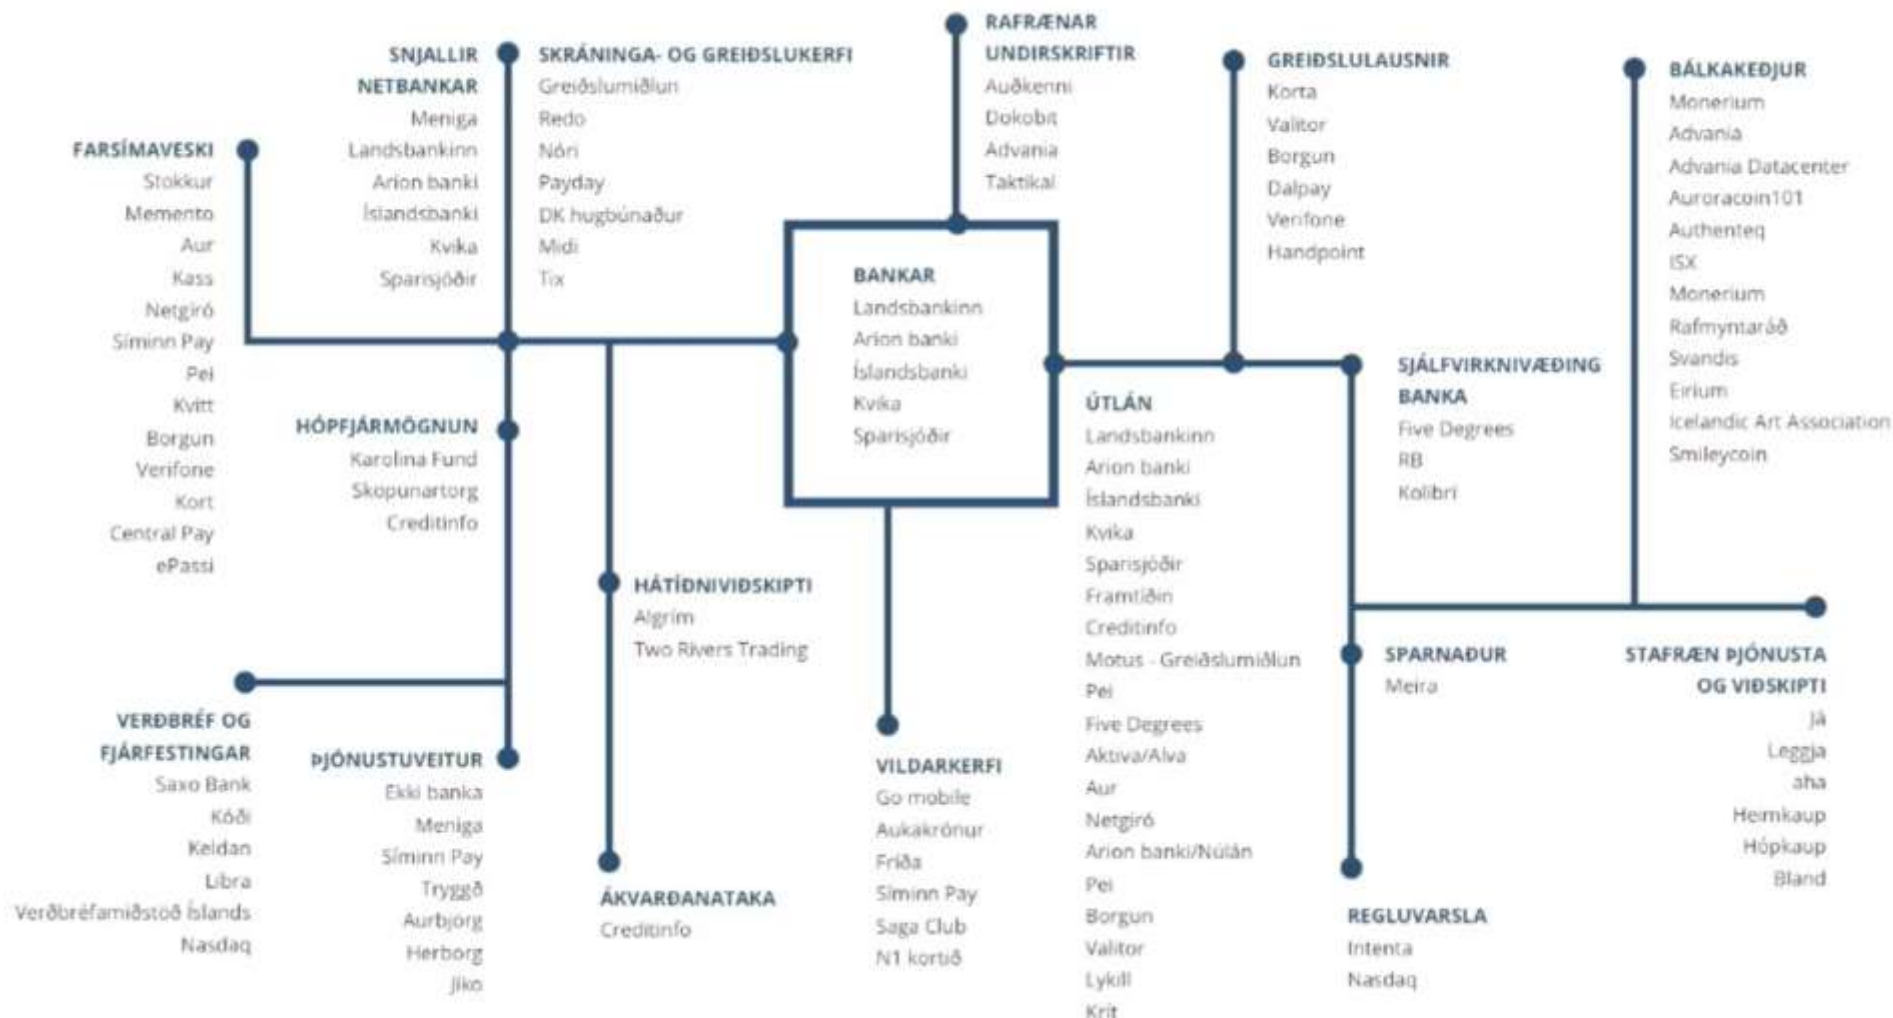 RAFRÆNAR
UNDIRSKRIFTIR
Auðkenni
Dokobit
Advania
Taktikal
SNJALLIR
NETBANKAR
Meniga
Landsbankinn
Arion banki
Íslandsbanki
Kvika
Sparisjóðir
SKRÁNINGA- OG GREIÐSLUKERFI
Greiðslumiðlun
Redo
Nóri
Payday
DK hugbúnaður
Midi
Tix
GREIÐSLULAUSNIR
Korta
Valitor
Borgun
Dalpay
Verifone
Handpoint
BÁLKAKEÐJUR
Monerium
Advania
Advania Datacenter
Auroracoin101
Authenteq
ISX
Monerium
Rafmyntaráð
Svandis
Eirium
Icelandic Art Association
Smileycoin
FARSÍMAVESKI
Stokkur
Memento
Aur
Kass
Netgíró
Síminn Pay
Pei
Kvitt
Borgun
Verifone
Kort
Central Pay
ePassi
BANKAR
Landsbankinn
Arion banki
Íslandsbanki
Kvika
Sparisjóðir
HÓPFJÁRMÖGNUN
Karolina Fund
Skopunartorg
Creditinfo
ÚTLÁN
Landsbankinn
Arion banki
Íslandsbanki
Kvika
Sparisjóðir
Framtíðin
Creditinfo
Motus - Greiðslumiðlun
Pei
Five Degrees
Aktiva/Alva
Aur
Netgíró
Arion banki/Núlán
Pei
Borgun
Valitor
Lykill
Krít
SJÁLFVIRKNIVÆÐING
BANKA
Five Degrees
RB
Kolibri
HÁTÍÐNIVIÐSKIPTI
Algrím
Two Rivers Trading
SPARNAÐUR
Meira
STAFRÆN ÞJÓNUSTA
OG VIÐSKIPTI
Já
Leggja
aha
Heimkaup
Hópkaup
Bland
VERÐBRÉF OG
FJÁRFESTINGAR
Saxo Bank
Kóði
Keldan
Libra
Verðbréfamiðstöð Íslands
Nasdaq
ÞJÓNUSTUVEITUR
Ekki banka
Meniga
Síminn Pay
Tryggð
Aurbjorg
Herborg
Jiko
VILDARKERFI
Go mobile
Aukakrónur
Fríða
Síminn Pay
Saga Club
N1 kortið
ÁKVARÐANATAKA
Creditinfo
REGLUVARSLA
Intenta
Nasdaq